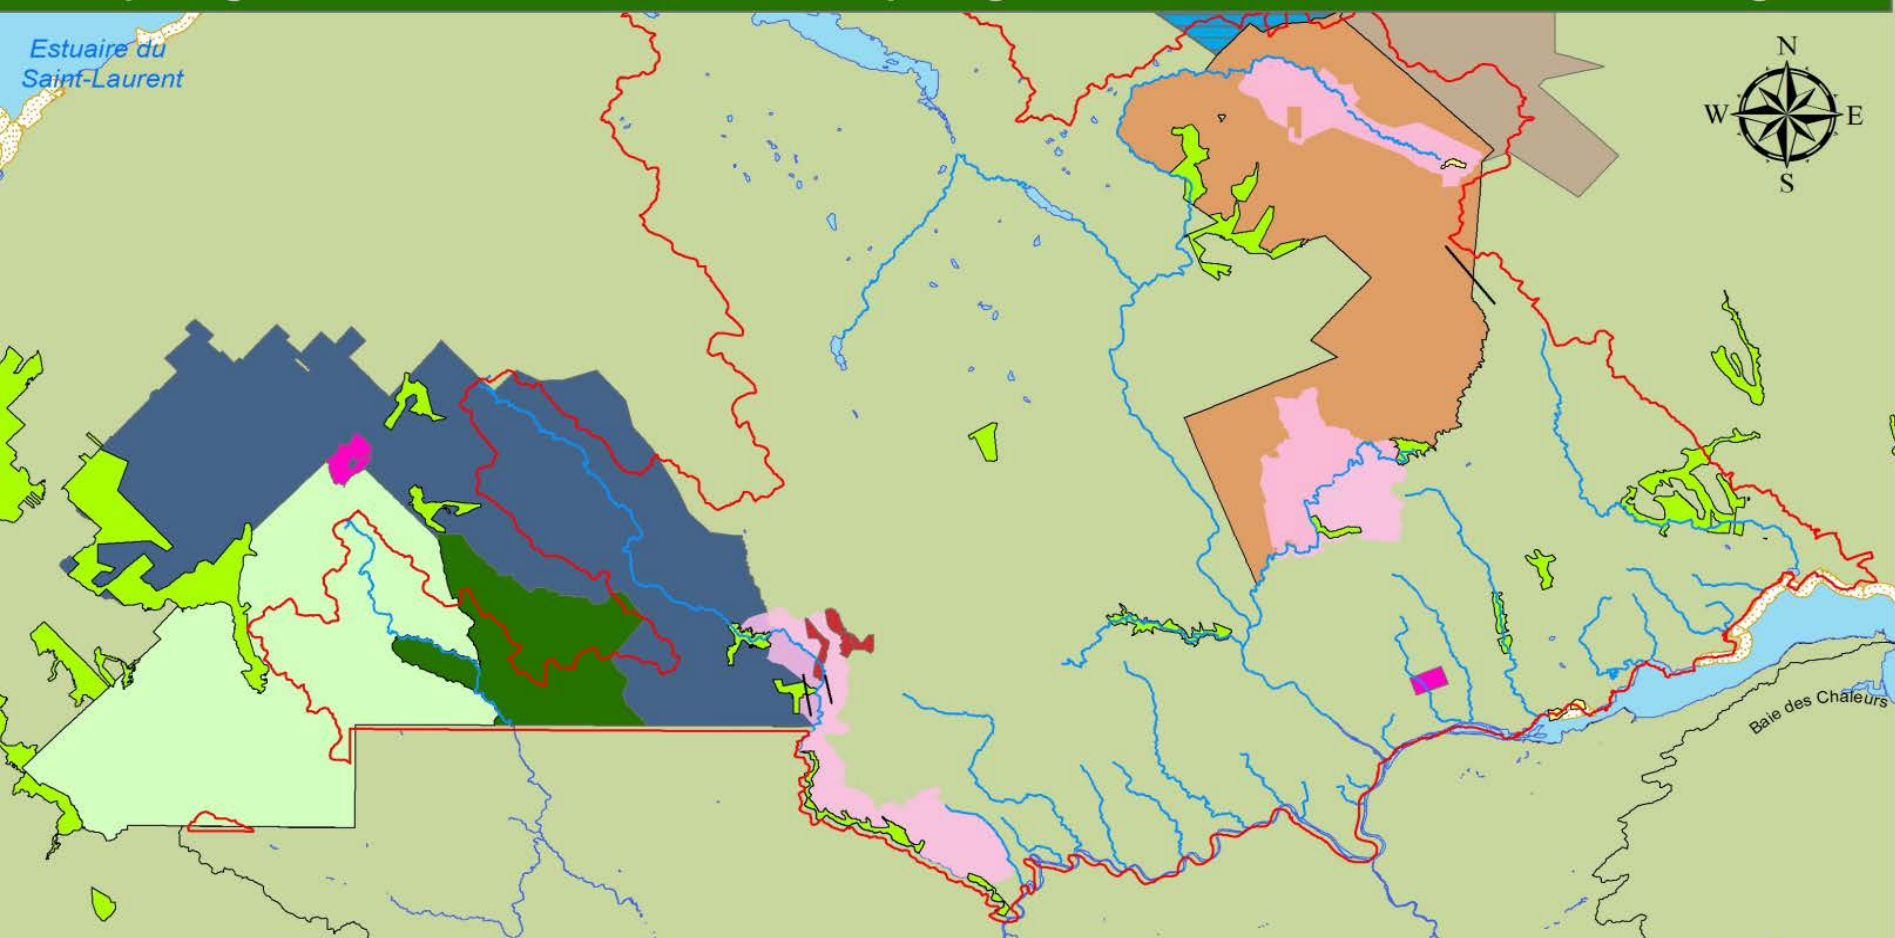 Estuaire du
Saint-Laurent
N
W
E
S
Baie des Chaleurs